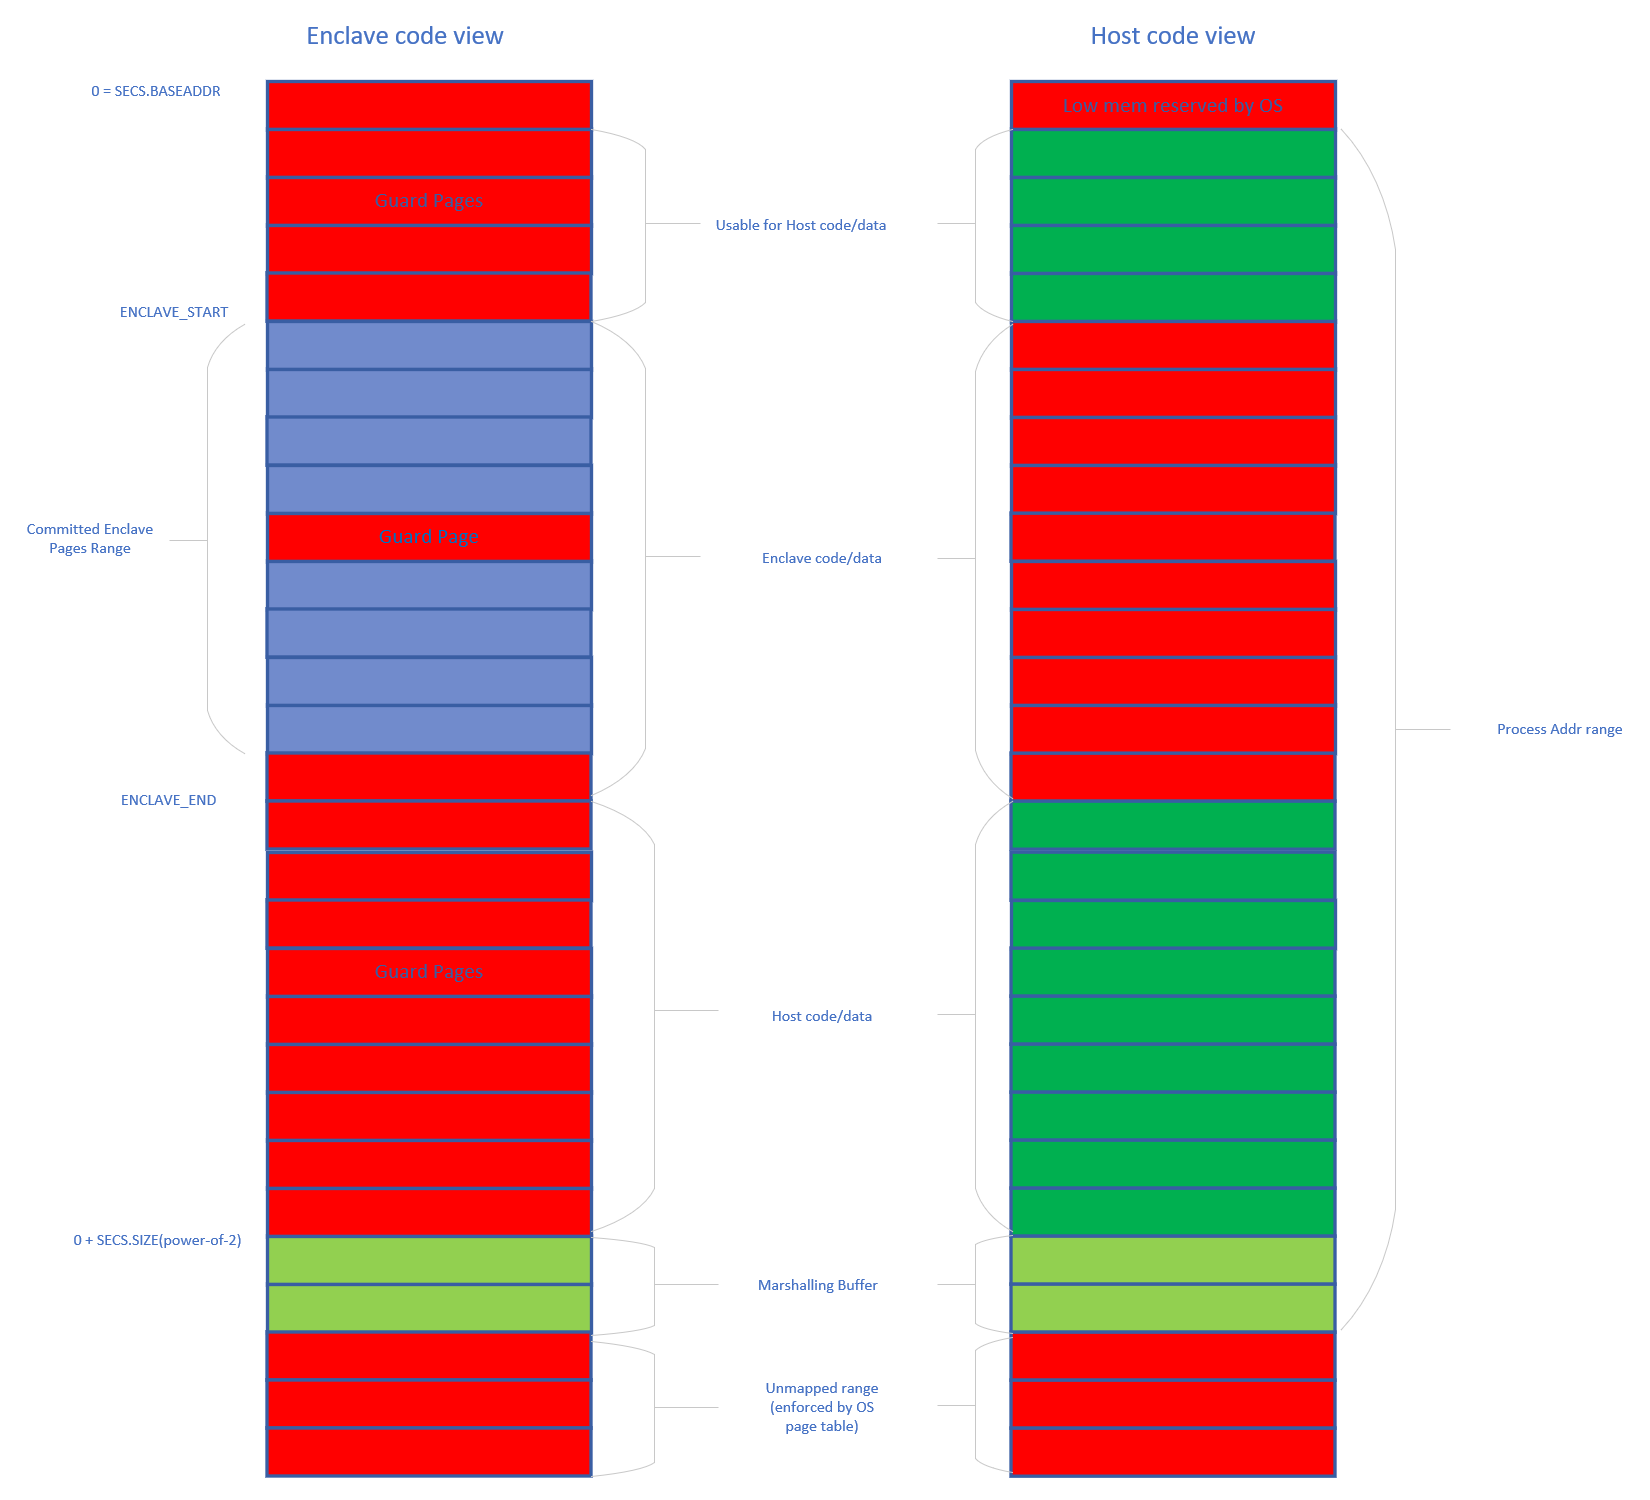 Enclave code view
Host code view
0 = SECS.BASEADDR
Low mem reserved by OS
Guard Pages
Usable for Host code/data
ENCLAVE_START
Committed Enclave
Pages Range
Guard Page
Enclave code/data
Process Addr range
ENCLAVE_END
Guard Pages
Host code/data
0 + SECS.SIZE(power-of-2)
Marshalling Buffer
Unmapped range
(enforced by OS
page table)